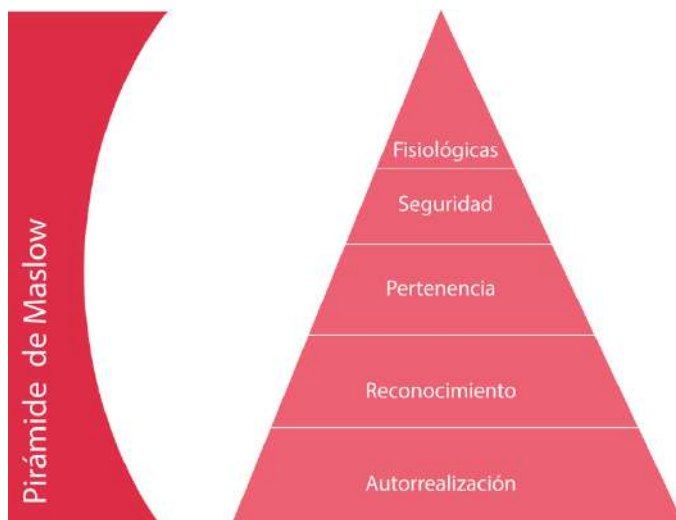 Pirámide de Maslow
Fisiológicas
Seguridad
Pertenencia
Reconocimiento
Autorrealización